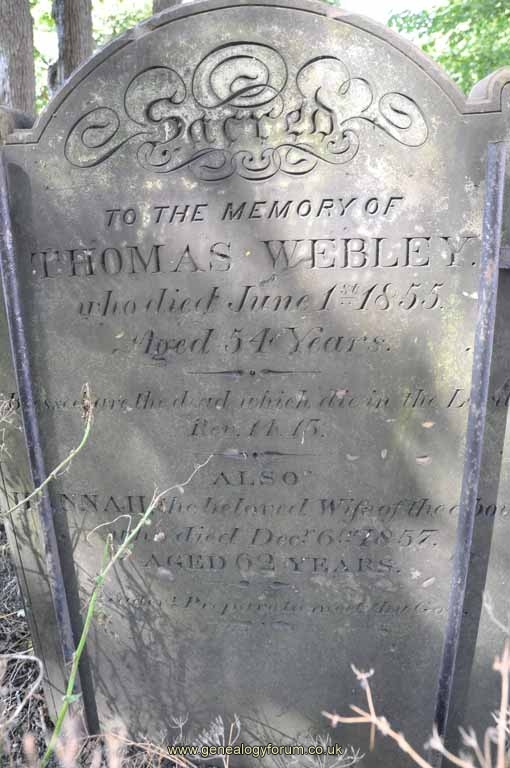 Sacred
TO THE MEMORY OF
THOMAS WEBLEY.
who died June 1st 1855.
Aged 54 Years.
Blessed are the dead which die in the Lord
Rev. 14. 13.
ALSO
HANNAH the beloved Wife of the above
who died Decr 6th 1857.
AGED 62 YEARS.
Prepare to meet thy God
www.genealogyforum.co.uk